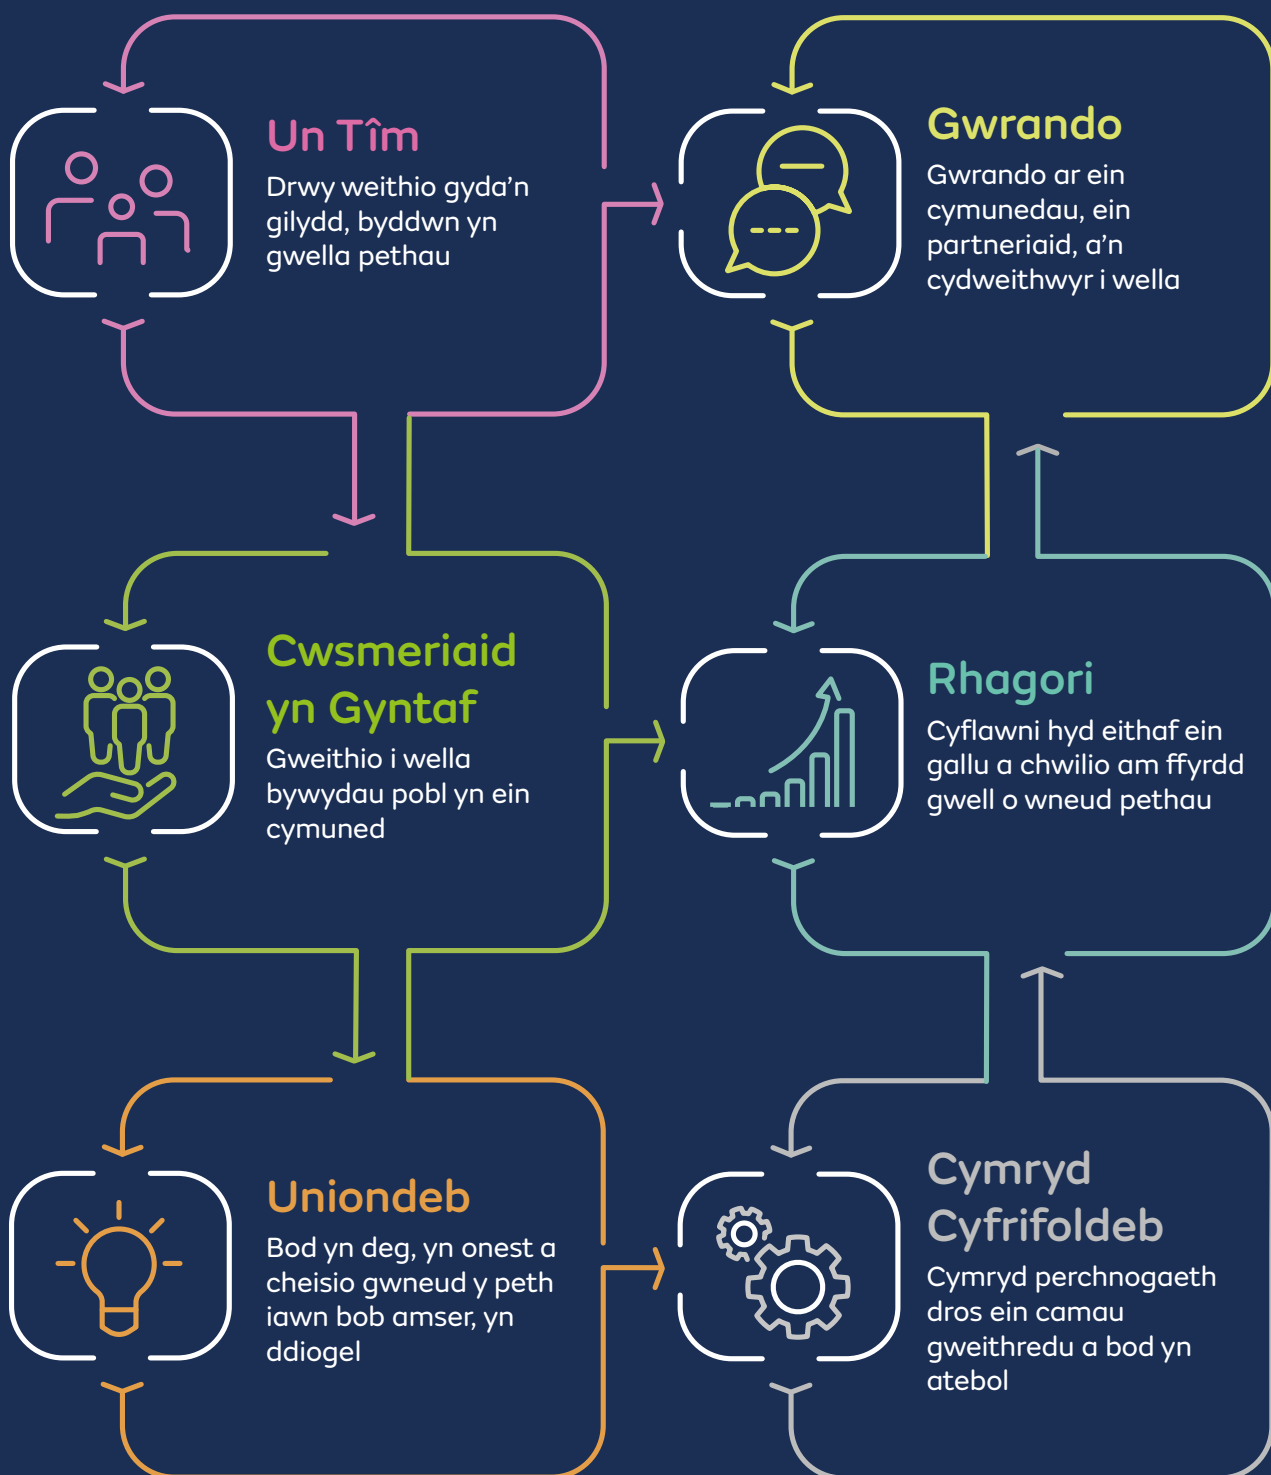 Un Tîm
Drwy weithio gyda'n
gilydd, byddwn yn
gwella pethau
Gwrando
Gwrando ar ein
cymunedau, ein
partneriaid, a'n
cydweithwyr i wella
Cwsmeriaid
yn Gyntaf
Gweithio i wella
bywydau pobl yn ein
cymuned
Rhagori
Cyflawni hyd eithaf ein
gallu a chwilio am ffyrdd
gwell o wneud pethau
Uniondeb
Bod yn deg, yn onest a
cheisio gwneud y peth
iawn bob amser, yn
ddiogel
Cymryd
Cyfrifoldeb
Cymryd perchnogaeth
dros ein camau
gweithredu a bod yn
atebol